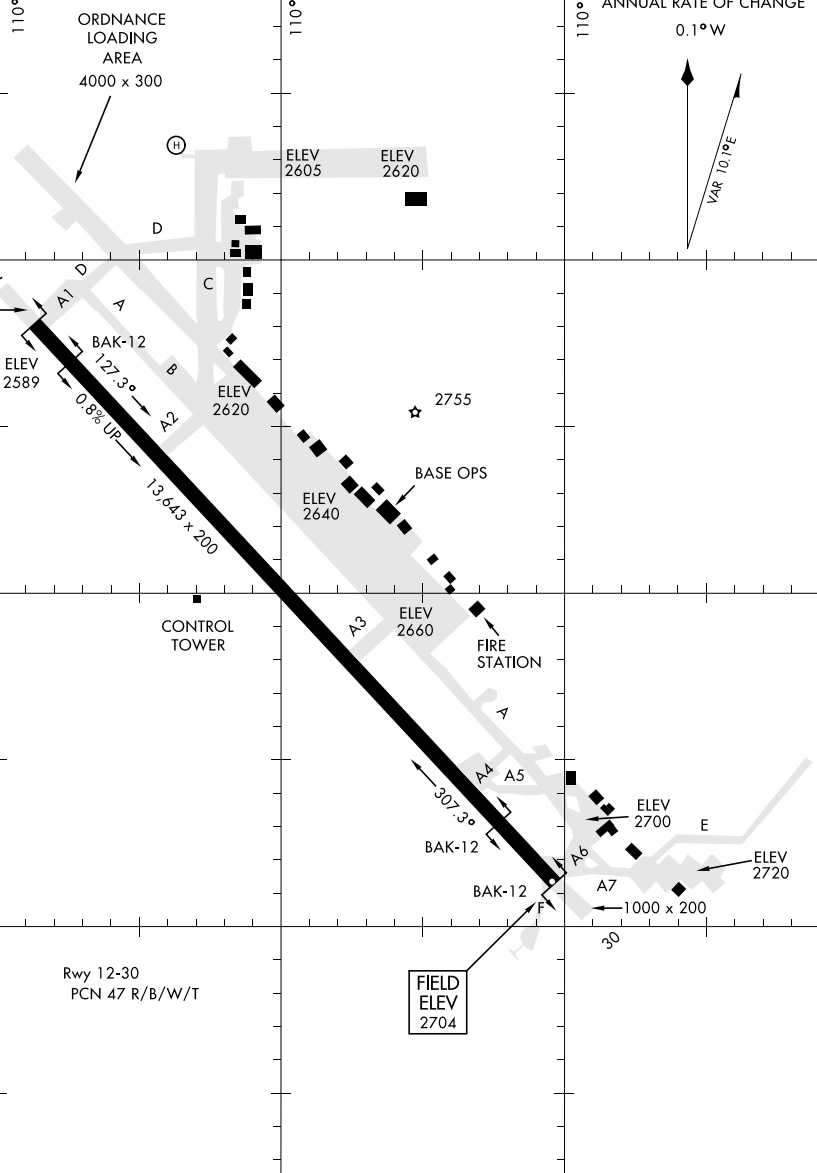 110°
110°
110°
ANNUAL RATE OF CHANGE
0.1° W
ORDNANCE
LOADING
AREA
4000 x 300
VAR 10.1° E
H
ELEV
2605
ELEV
2620
D
D
C
A1
A
BAK-12
ELEV
2589
127.3°
B
ELEV
2620
2755
0.8% UP
A2
BASE OPS
ELEV
2640
13,643 x 200
CONTROL
TOWER
A3
ELEV
2660
FIRE
STATION
A
A4
A5
307.3°
ELEV
2700
E
BAK-12
A6
ELEV
2720
BAK-12
A7
F
1000 x 200
30
Rwy 12-30
PCN 47 R/B/W/T
FIELD
ELEV
2704